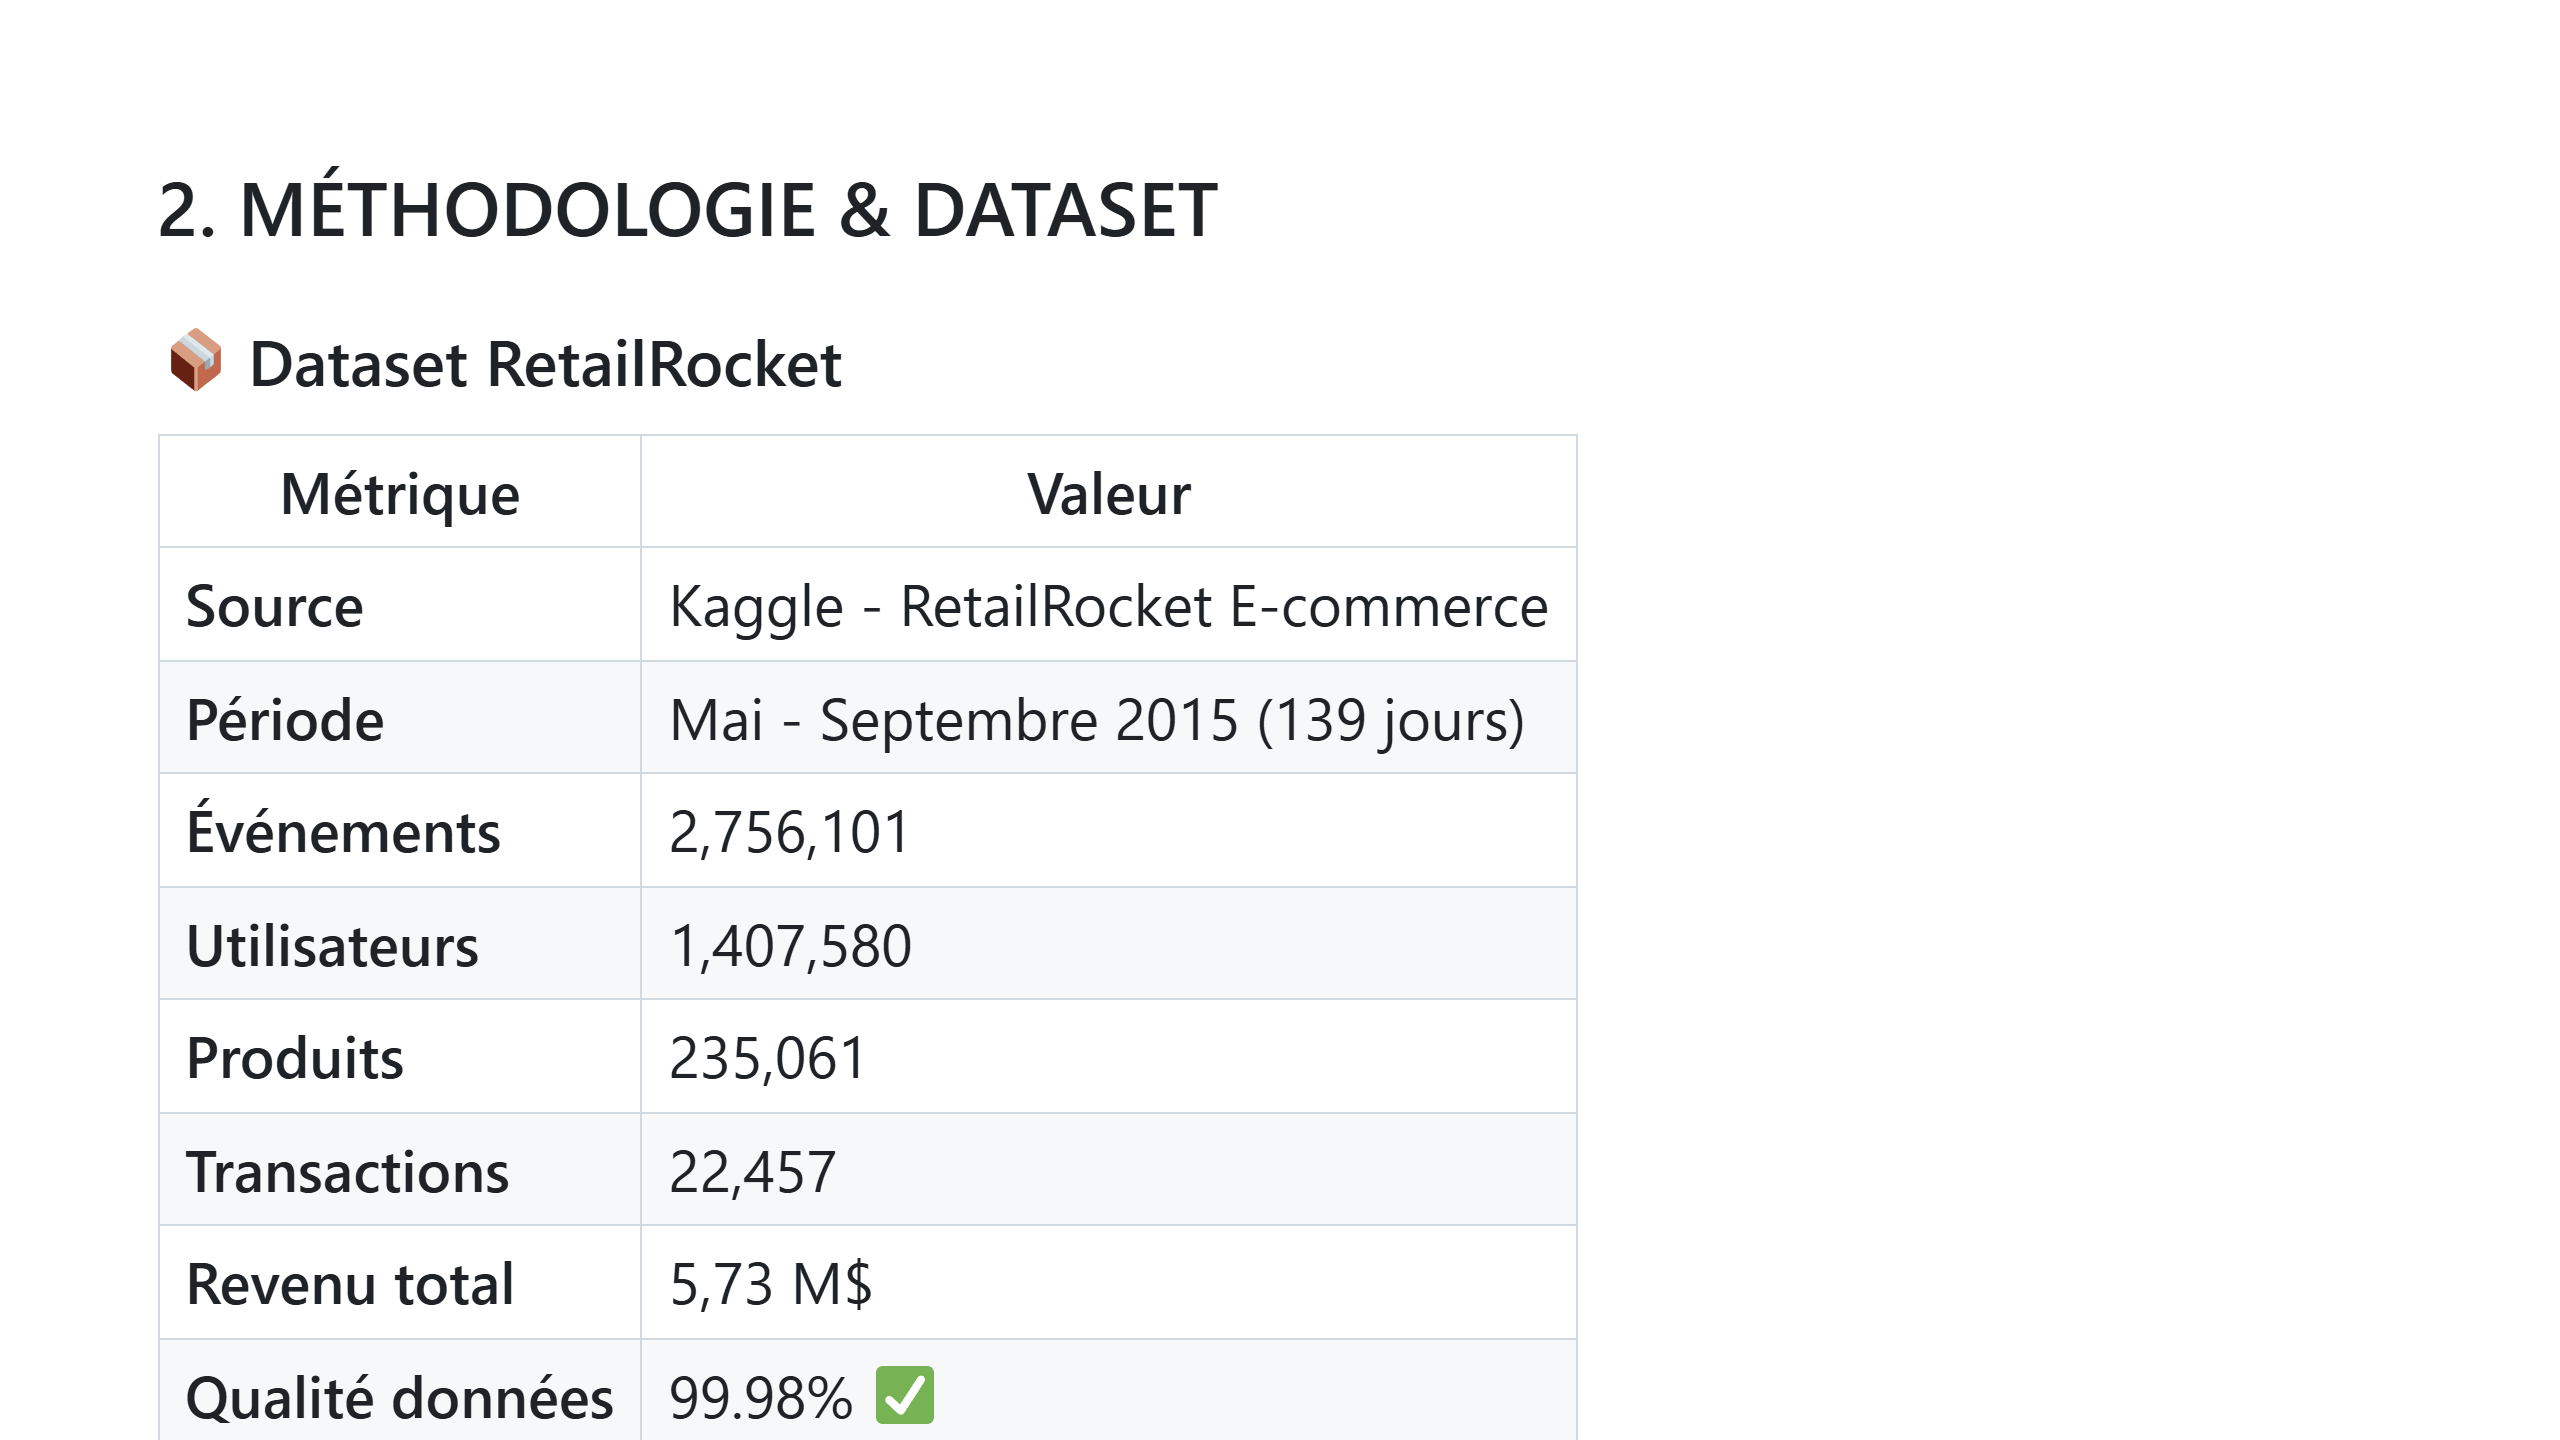 2. MÉTHODOLOGIE & DATASET
📦 Dataset RetailRocket
Métrique Valeur
Source Kaggle - RetailRocket E-commerce
Période Mai - Septembre 2015 (139 jours)
Événements 2,756,101
Utilisateurs 1,407,580
Produits 235,061
Transactions 22,457
Revenu total 5,73 M$
Qualité données 99.98% ✅